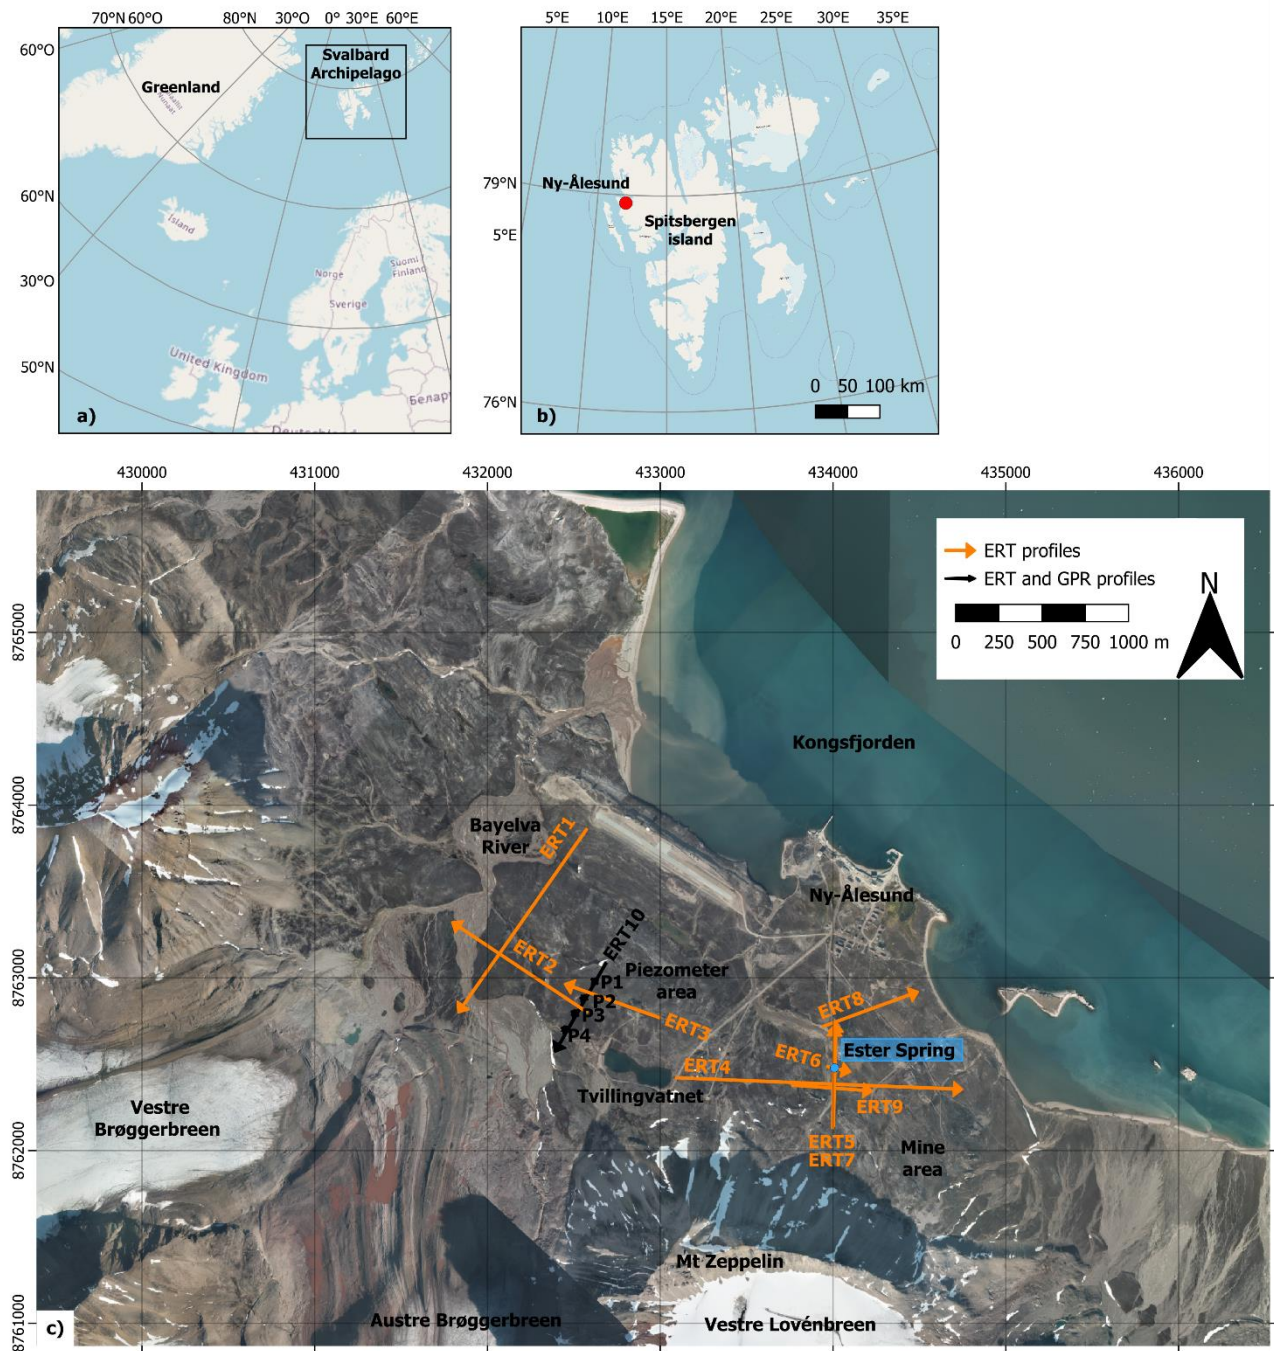 70°N 60°O 80°N 30°O 0° 30°E 60°E
60°O
60°N
30°O
50°N
Svalbard
Archipelago
Greenland
Kalaallit
Nunaat
Ísland
Norge
Suomi
Finland
Sverige
United Kingdom
Deutschland
Белару
a)
5°E 10°E 15°E 20°E 25°E 30°E 35°E
79°N
5°E
76°N
Ny-Ålesund
Spitsbergen
island
0 50 100 km
b)
430000 431000 432000 433000 434000 435000 436000
8765000
8764000
8763000
8762000
8761000
ERT profiles
ERT and GPR profiles
0 250 500 750 1000 m
N
Kongsfjorden
Bayelva
River
ERT1
Ny-Ålesund
ERT10
ERT2
Piezometer
area
P1
P2
P3
P4
ERT3
ERT8
Ester Spring
ERT6
ERT4
Tvillingvatnet
ERT9
Vestre
Brøggerbreen
ERT5
ERT7
Mine
area
Mt Zeppelin
Austre Brøggerbreen
Vestre Lovénbreen
c)